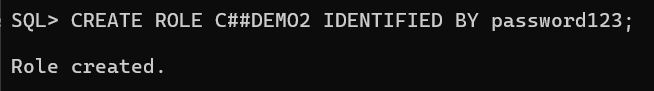 SQL> CREATE ROLE C##DEMO2 IDENTIFIED BY password123;
Role created.